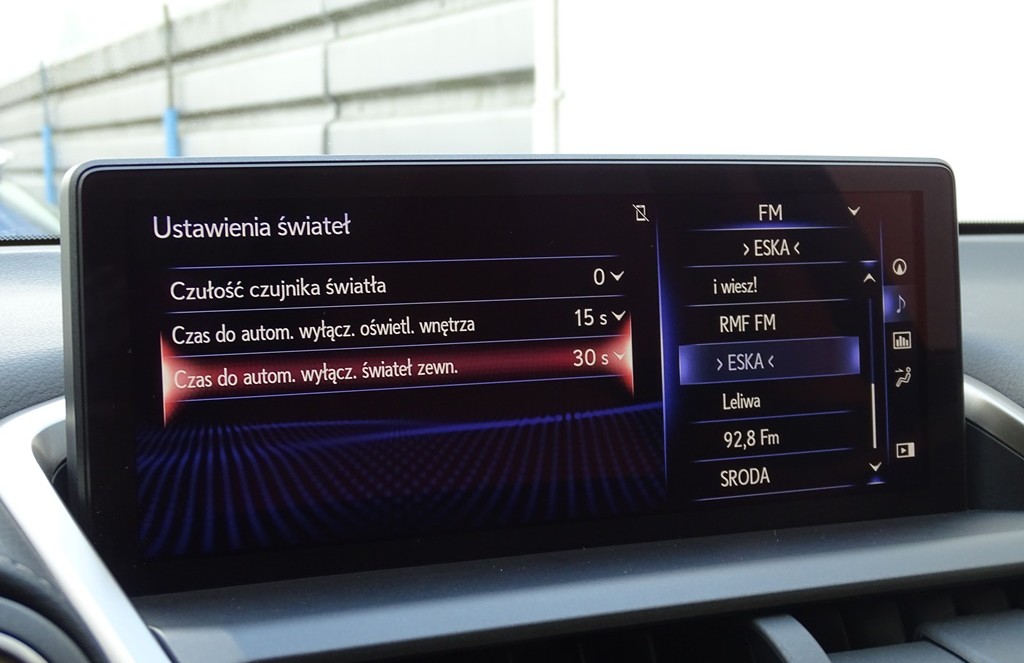 Ustawienia świateł
Czułość czujnika światła 0
Czas do autom. wyłącz. oświetl. wnętrza 15 s
Czas do autom. wyłącz. świateł zewn. 30 s
FM
> ESKA <
i wiesz!
RMF FM
> ESKA <
Leliwa
92,8 Fm
SRODA